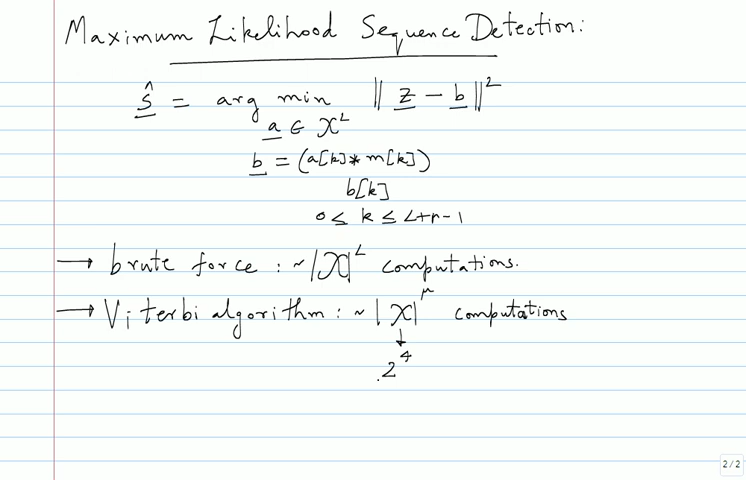 Maximum Likelihood Sequence Detection:
ŝ = arg min ‖ z - b ‖²
a ∈ X^L
b = (a[k] * m[k])
b[k]
0 ≤ k ≤ L+μ-1
→ brute force : ~ |X|^L computations.
→ Viterbi algorithm : ~ |X|^μ computations
↓
2^4
2/2